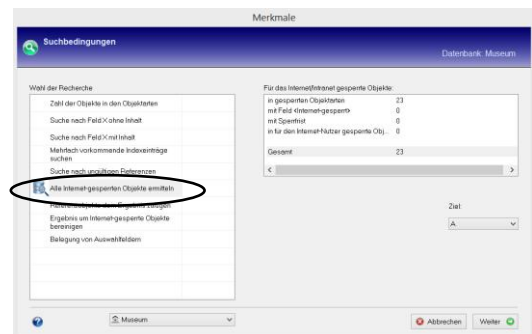 Merkmale
Suchbedingungen
Datenbank: Museum
Wahl der Recherche
Zahl der Objekte in den Objektarten
Suche nach Feld X ohne Inhalt
Suche nach Feld X mit Inhalt
Mehrfach vorkommende Indexeinträge
suchen
Suche nach ungültigen Referenzen
Alle Internet-gesperrten Objekte ermitteln
Referenzobjekte dem Ergebnis zeigen
Ergebnis um Internet-gesperrte Objekte
bereinigen
Belegung von Auswahlfeldern
Für das Internet/Intranet gesperrte Objekte:
in gesperrten Objektarten 23
mit Feld <Internet-gesperrt> 0
mit Sperrfrist 0
in für den Internet-Nutzer gesperrte Obj... 0
Gesamt 23
Ziel:
A
Museum
Abbrechen
Weiter